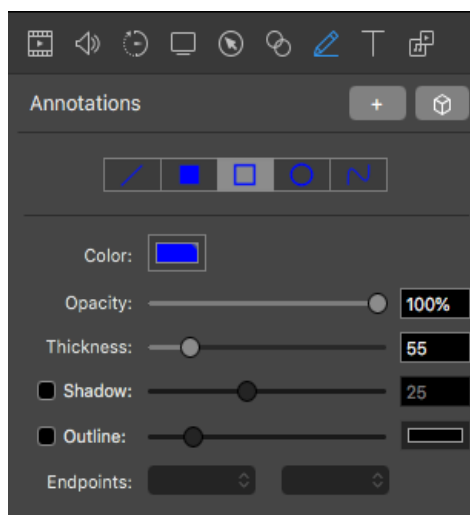 Annotations
+
Color:
Opacity: 100%
Thickness: 55
Shadow: 25
Outline:
Endpoints: